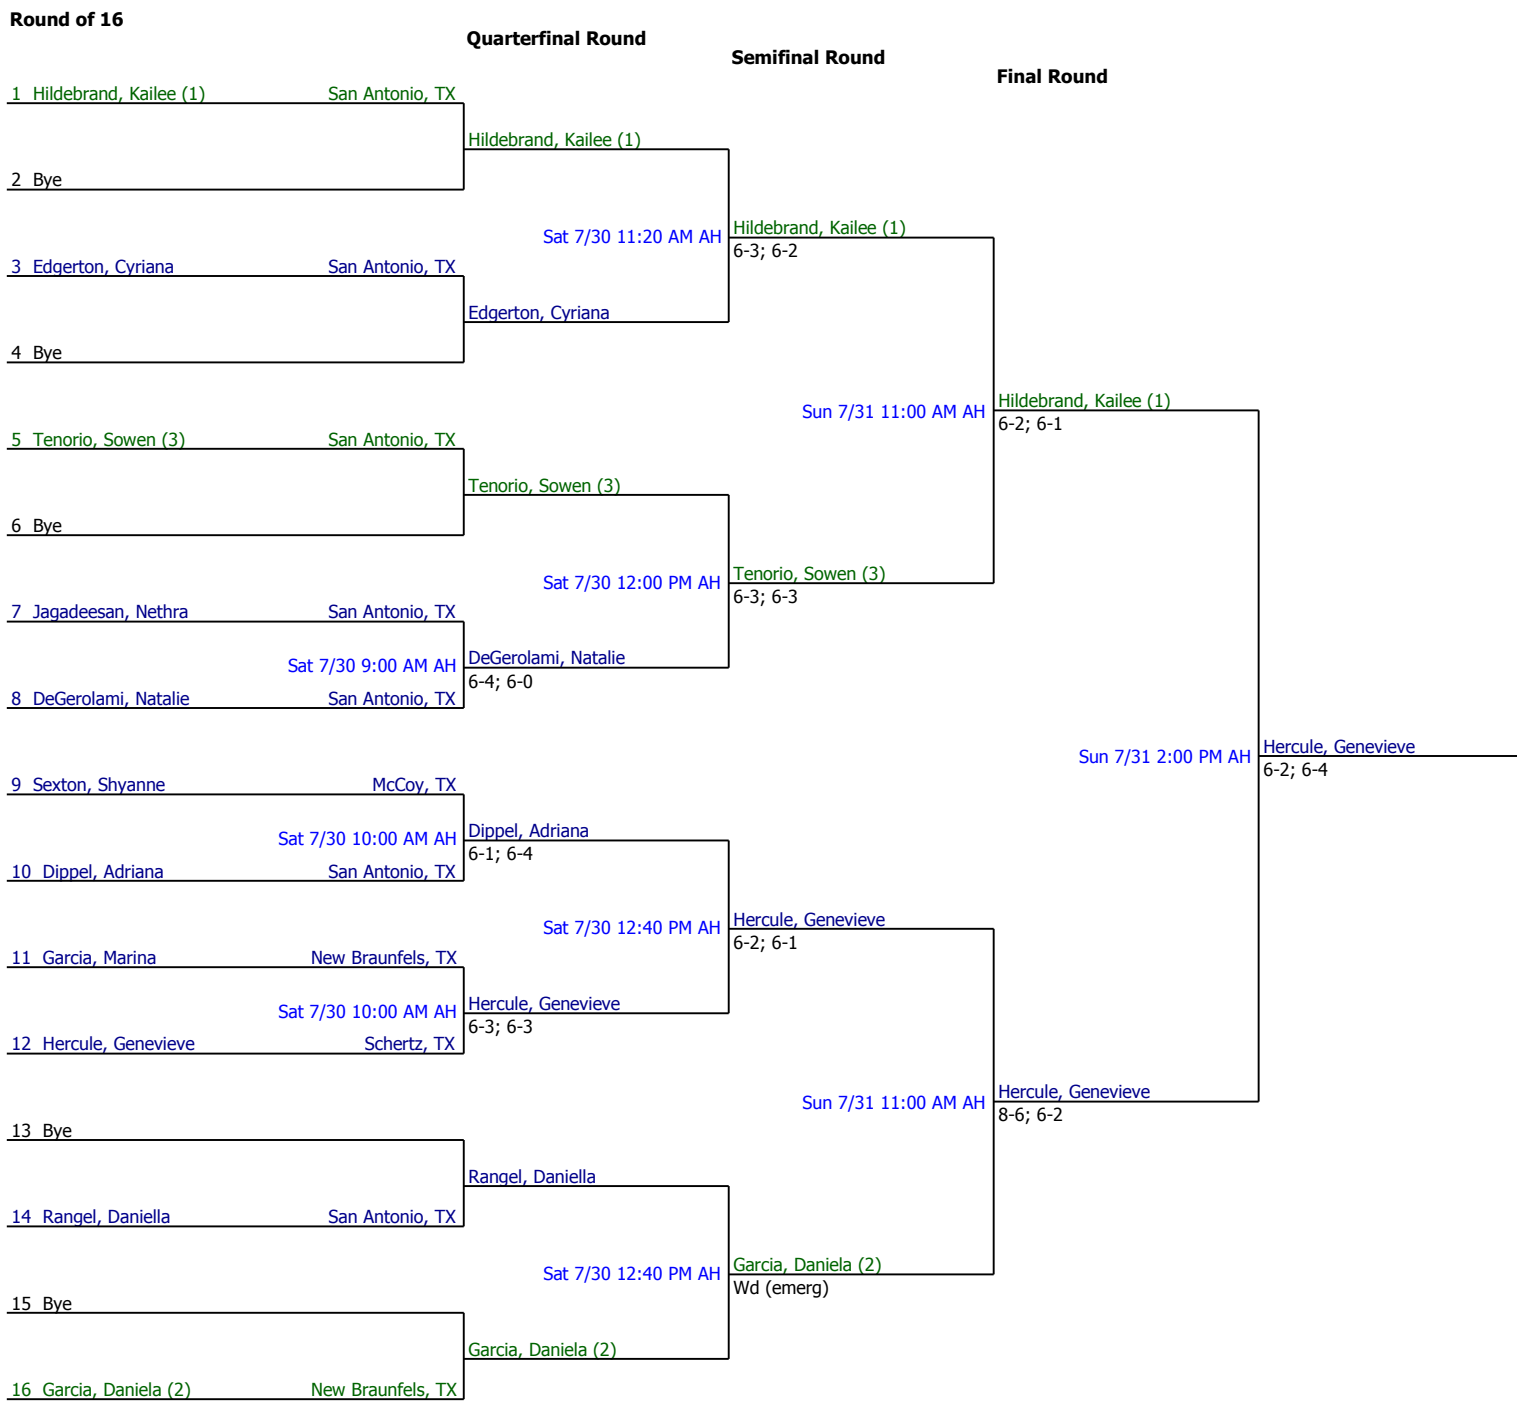 Round of 16
Quarterfinal Round
Semifinal Round
Final Round
1 Hildebrand, Kailee (1) San Antonio, TX
Hildebrand, Kailee (1)
2 Bye
Sat 7/30 11:20 AM AH
Hildebrand, Kailee (1)
6-3; 6-2
3 Edgerton, Cyriana San Antonio, TX
Edgerton, Cyriana
4 Bye
Sun 7/31 11:00 AM AH
Hildebrand, Kailee (1)
6-2; 6-1
5 Tenorio, Sowen (3) San Antonio, TX
Tenorio, Sowen (3)
6 Bye
Sat 7/30 12:00 PM AH
Tenorio, Sowen (3)
6-3; 6-3
7 Jagadeesan, Nethra San Antonio, TX
Sat 7/30 9:00 AM AH
DeGerolami, Natalie
6-4; 6-0
8 DeGerolami, Natalie San Antonio, TX
Sun 7/31 2:00 PM AH
Hercule, Genevieve
6-2; 6-4
9 Sexton, Shyanne McCoy, TX
Sat 7/30 10:00 AM AH
Dippel, Adriana
6-1; 6-4
10 Dippel, Adriana San Antonio, TX
Sat 7/30 12:40 PM AH
Hercule, Genevieve
6-2; 6-1
11 Garcia, Marina New Braunfels, TX
Sat 7/30 10:00 AM AH
Hercule, Genevieve
6-3; 6-3
12 Hercule, Genevieve Schertz, TX
Sun 7/31 11:00 AM AH
Hercule, Genevieve
8-6; 6-2
13 Bye
Rangel, Daniella
14 Rangel, Daniella San Antonio, TX
Sat 7/30 12:40 PM AH
Garcia, Daniela (2)
Wd (emerg)
15 Bye
Garcia, Daniela (2)
16 Garcia, Daniela (2) New Braunfels, TX